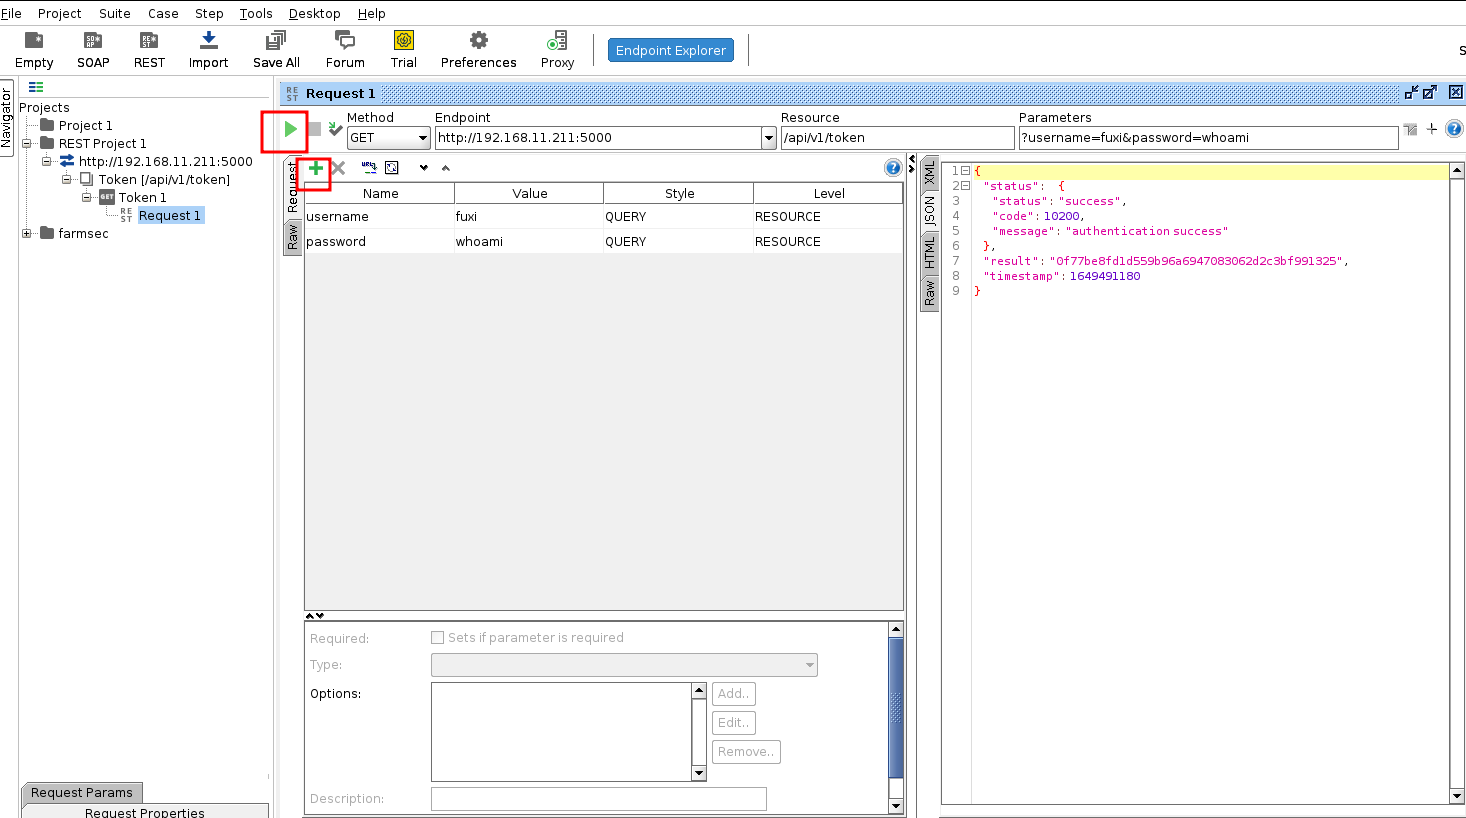 File Project Suite Case Step Tools Desktop Help
Empty SOAP REST Import Save All Forum Trial Preferences Proxy Endpoint Explorer S
Navigator
Projects
Project 1
REST Project 1
http://192.168.11.211:5000
Token [/api/v1/token]
GET Token 1
REST Request 1
farmsec
Request Params
Request Properties
REST Request 1
Method Endpoint Resource Parameters
GET http://192.168.11.211:5000 /api/v1/token ?username=fuxi&password=whoami
Request
Raw
Name Value Style Level
username fuxi QUERY RESOURCE
password whoami QUERY RESOURCE
Required: Sets if parameter is required
Type:
Options: Add..
Edit..
Remove..
Description:
XML
JSON
HTML
Raw
1 {
2 "status": {
3 "status": "success",
4 "code": 10200,
5 "message": "authentication success"
6 },
7 "result": "0f77be8fd1d559b96a6947083062d2c3bf991325",
8 "timestamp": 1649491180
9 }